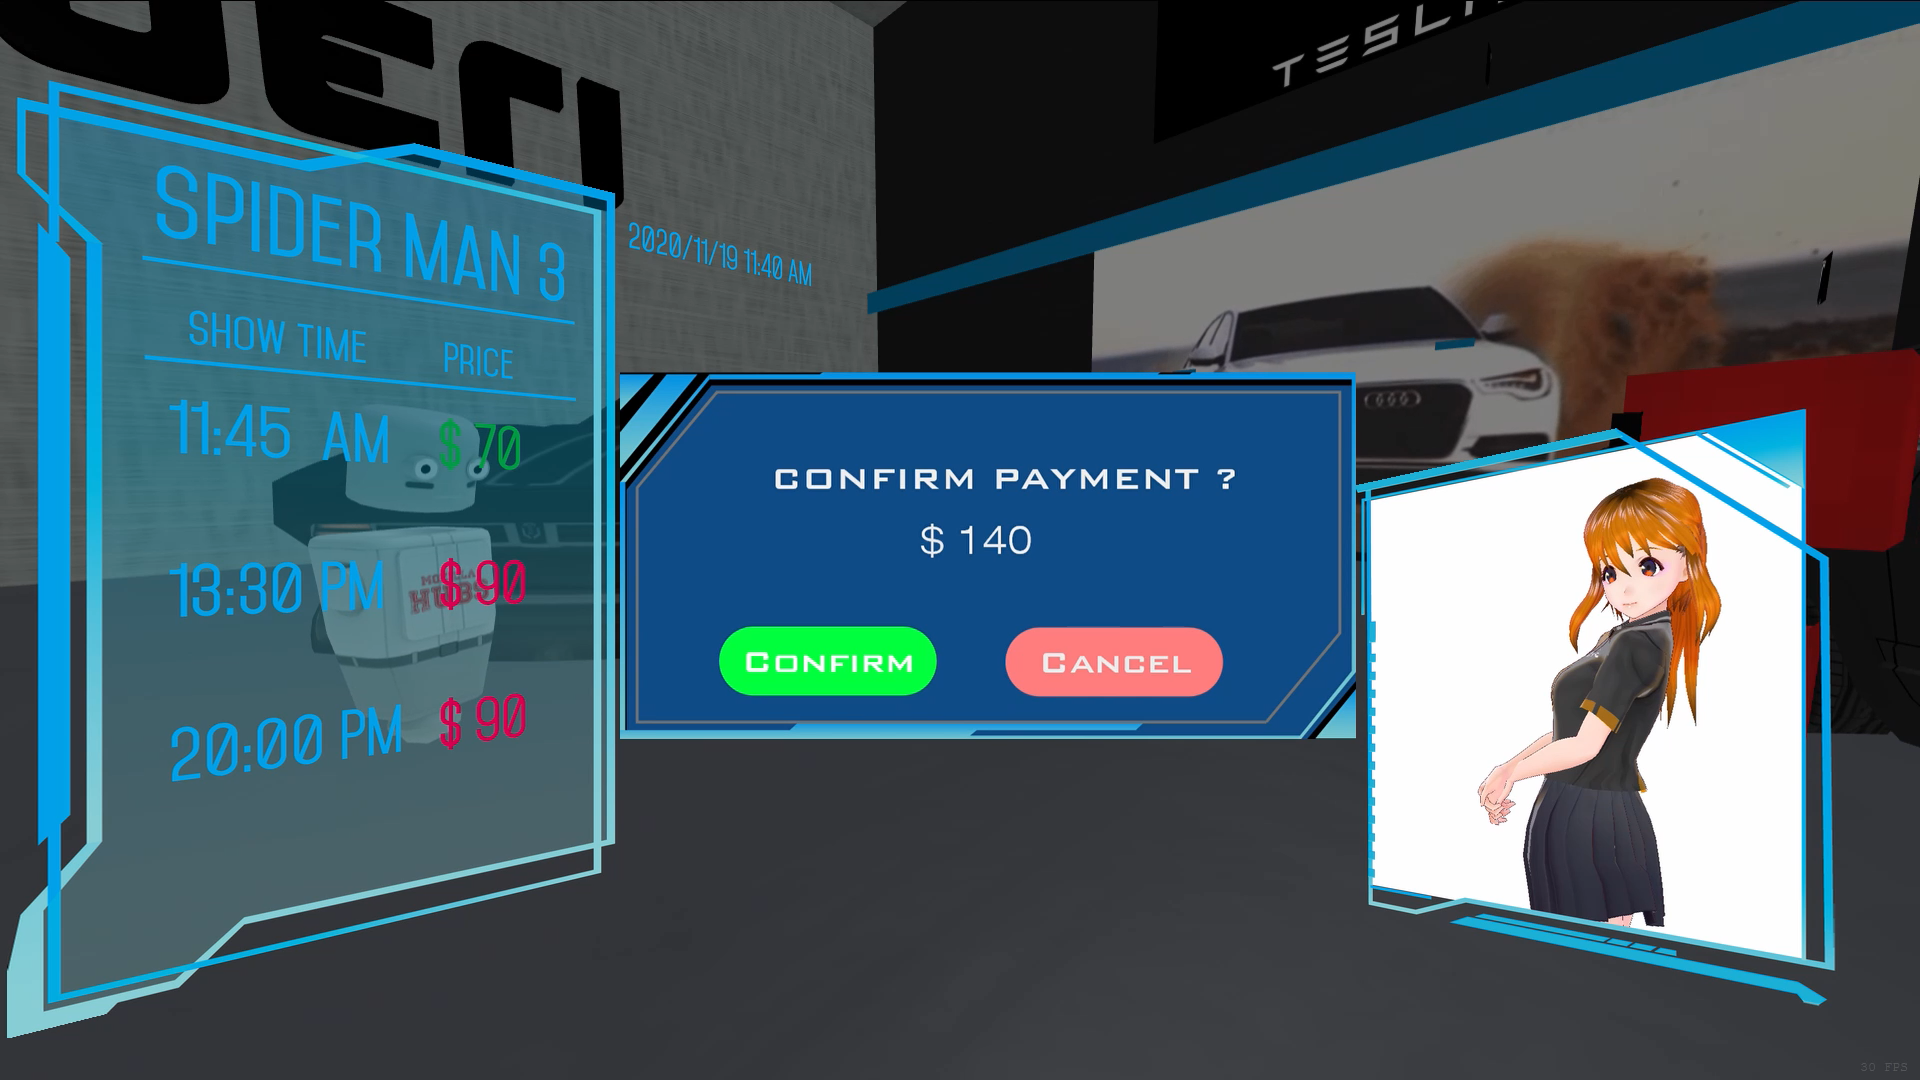 TESL
SPIDER MAN 3
2020/11/19 11:40 AM
SHOW TIME PRICE
11:45 AM $ 70
13:30 PM $ 90
20:00 PM $ 90
HUBS
CONFIRM PAYMENT ?
$ 140
CONFIRM CANCEL
30 FPS